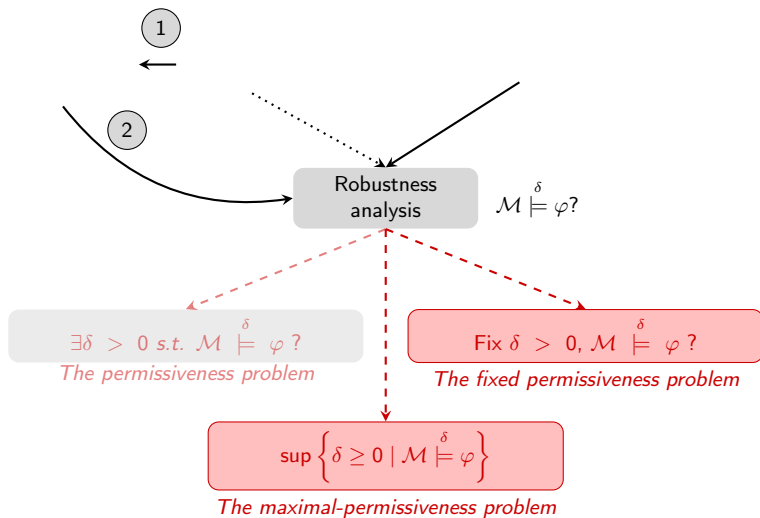 1
2
Robustness
analysis
ℳ ⊨^δ φ?
∃δ > 0 s.t. ℳ ⊨^δ φ ?
The permissiveness problem
Fix δ > 0, ℳ ⊨^δ φ ?
The fixed permissiveness problem
sup {δ ≥ 0 | ℳ ⊨^δ φ}
The maximal-permissiveness problem